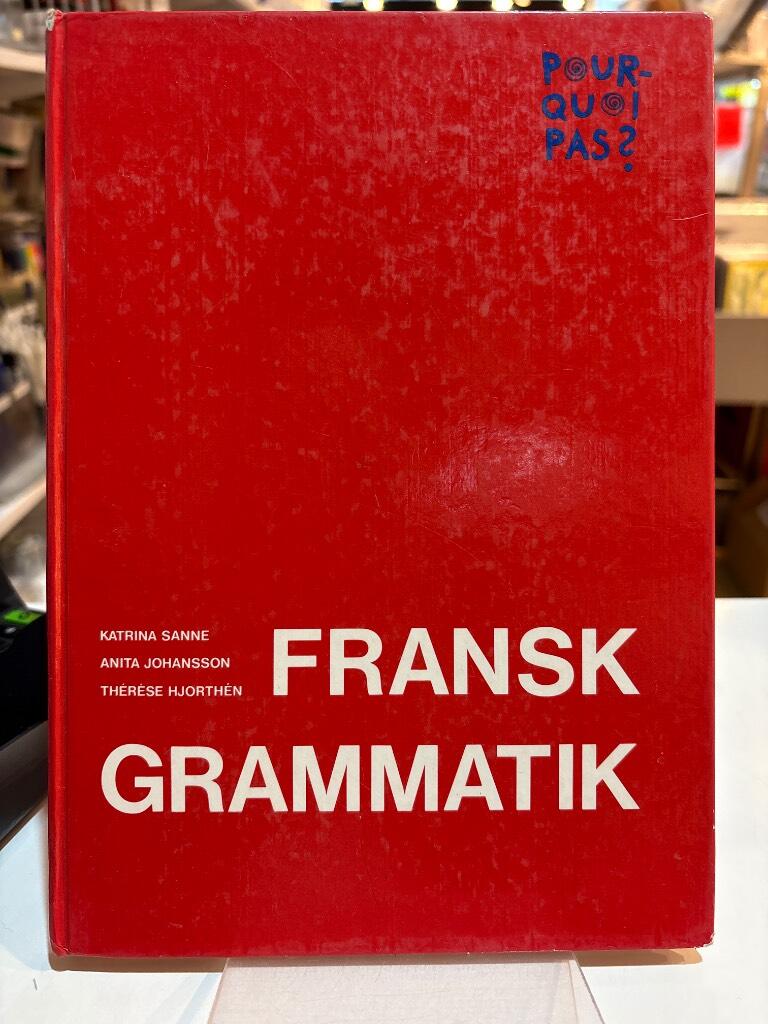 POUR-
QUOI
PAS?
KATRINA SANNE
ANITA JOHANSSON
THÉRÈSE HJORTHÉN
FRANSK
GRAMMATIK